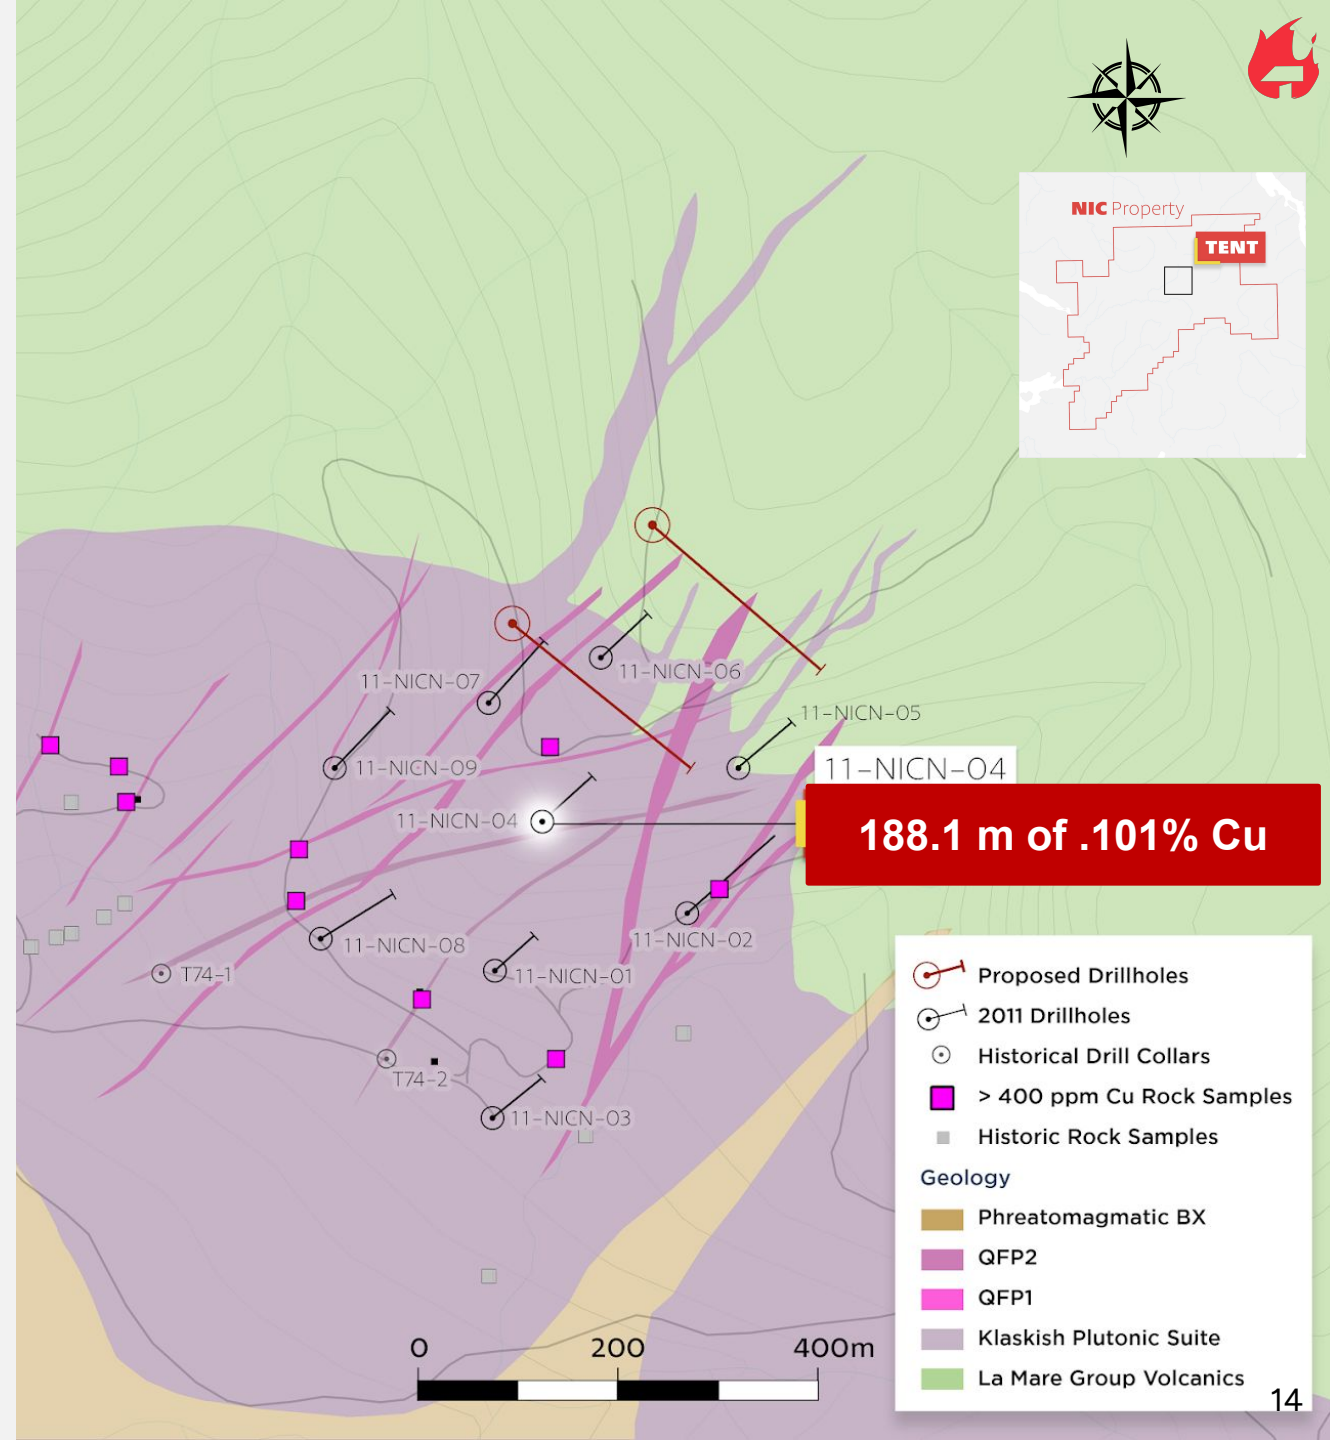 NIC Property
TENT
11-NICN-06
11-NICN-07
11-NICN-05
11-NICN-09
11-NICN-04
11-NICN-04
188.1 m of .101% Cu
11-NICN-08
11-NICN-02
T74-1
11-NICN-01
T74-2
11-NICN-03
Proposed Drillholes
2011 Drillholes
Historical Drill Collars
> 400 ppm Cu Rock Samples
Historic Rock Samples
Geology
Phreatomagmatic BX
QFP2
QFP1
Klaskish Plutonic Suite
La Mare Group Volcanics
0 200 400m
14